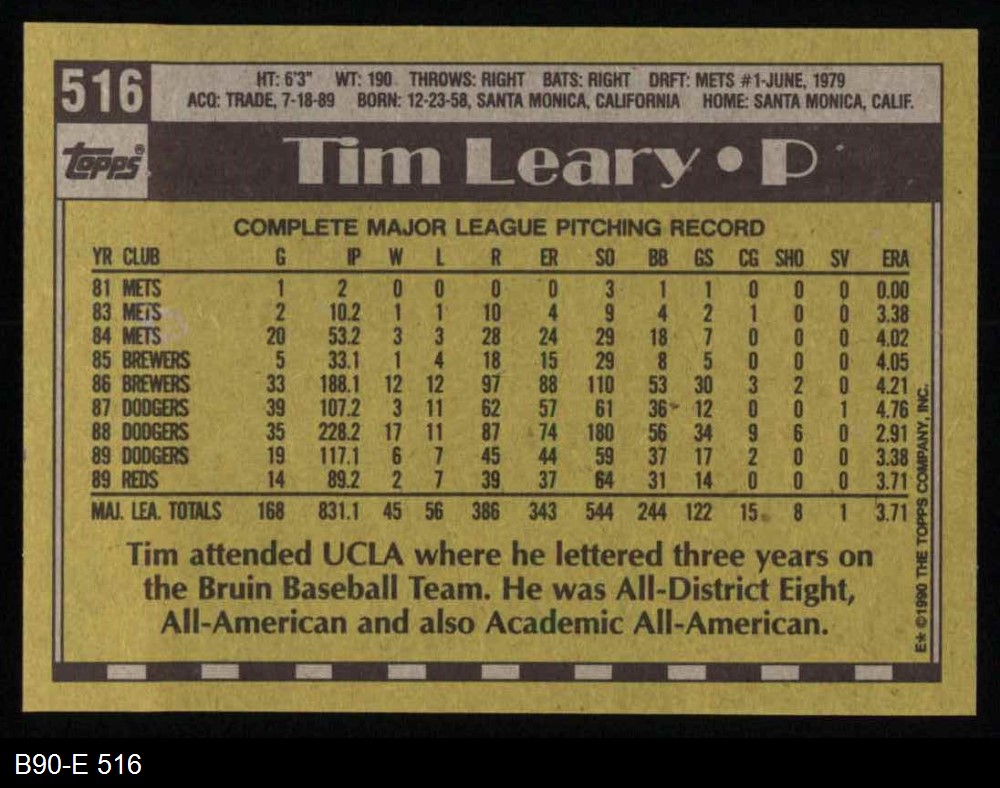 516
HT: 6'3" WT: 190 THROWS: RIGHT BATS: RIGHT DRFT: METS #1-JUNE, 1979
ACQ: TRADE, 7-18-89 BORN: 12-23-58, SANTA MONICA, CALIFORNIA HOME: SANTA MONICA, CALIF.
topps®
Tim Leary • P
COMPLETE MAJOR LEAGUE PITCHING RECORD
YR CLUB G IP W L R ER SO BB GS CG SHO SV ERA
81 METS 1 2 0 0 0 0 3 1 1 0 0 0 0.00
83 METS 2 10.2 1 1 10 4 9 4 2 1 0 0 3.38
84 METS 20 53.2 3 3 28 24 29 18 7 0 0 0 4.02
85 BREWERS 5 33.1 1 4 18 15 29 8 5 0 0 0 4.05
86 BREWERS 33 188.1 12 12 97 88 110 53 30 3 2 0 4.21
87 DODGERS 39 107.2 3 11 62 57 61 36 12 0 0 1 4.76
88 DODGERS 35 228.2 17 11 87 74 180 56 34 9 6 0 2.91
89 DODGERS 19 117.1 6 7 45 44 59 37 17 2 0 0 3.38
89 REDS 14 89.2 2 7 39 37 64 31 14 0 0 0 3.71
MAJ. LEA. TOTALS 168 831.1 45 56 386 343 544 244 122 15 8 1 3.71
Tim attended UCLA where he lettered three years on
the Bruin Baseball Team. He was All-District Eight,
All-American and also Academic All-American.
E* ©1990 THE TOPPS COMPANY, INC.
B90-E 516